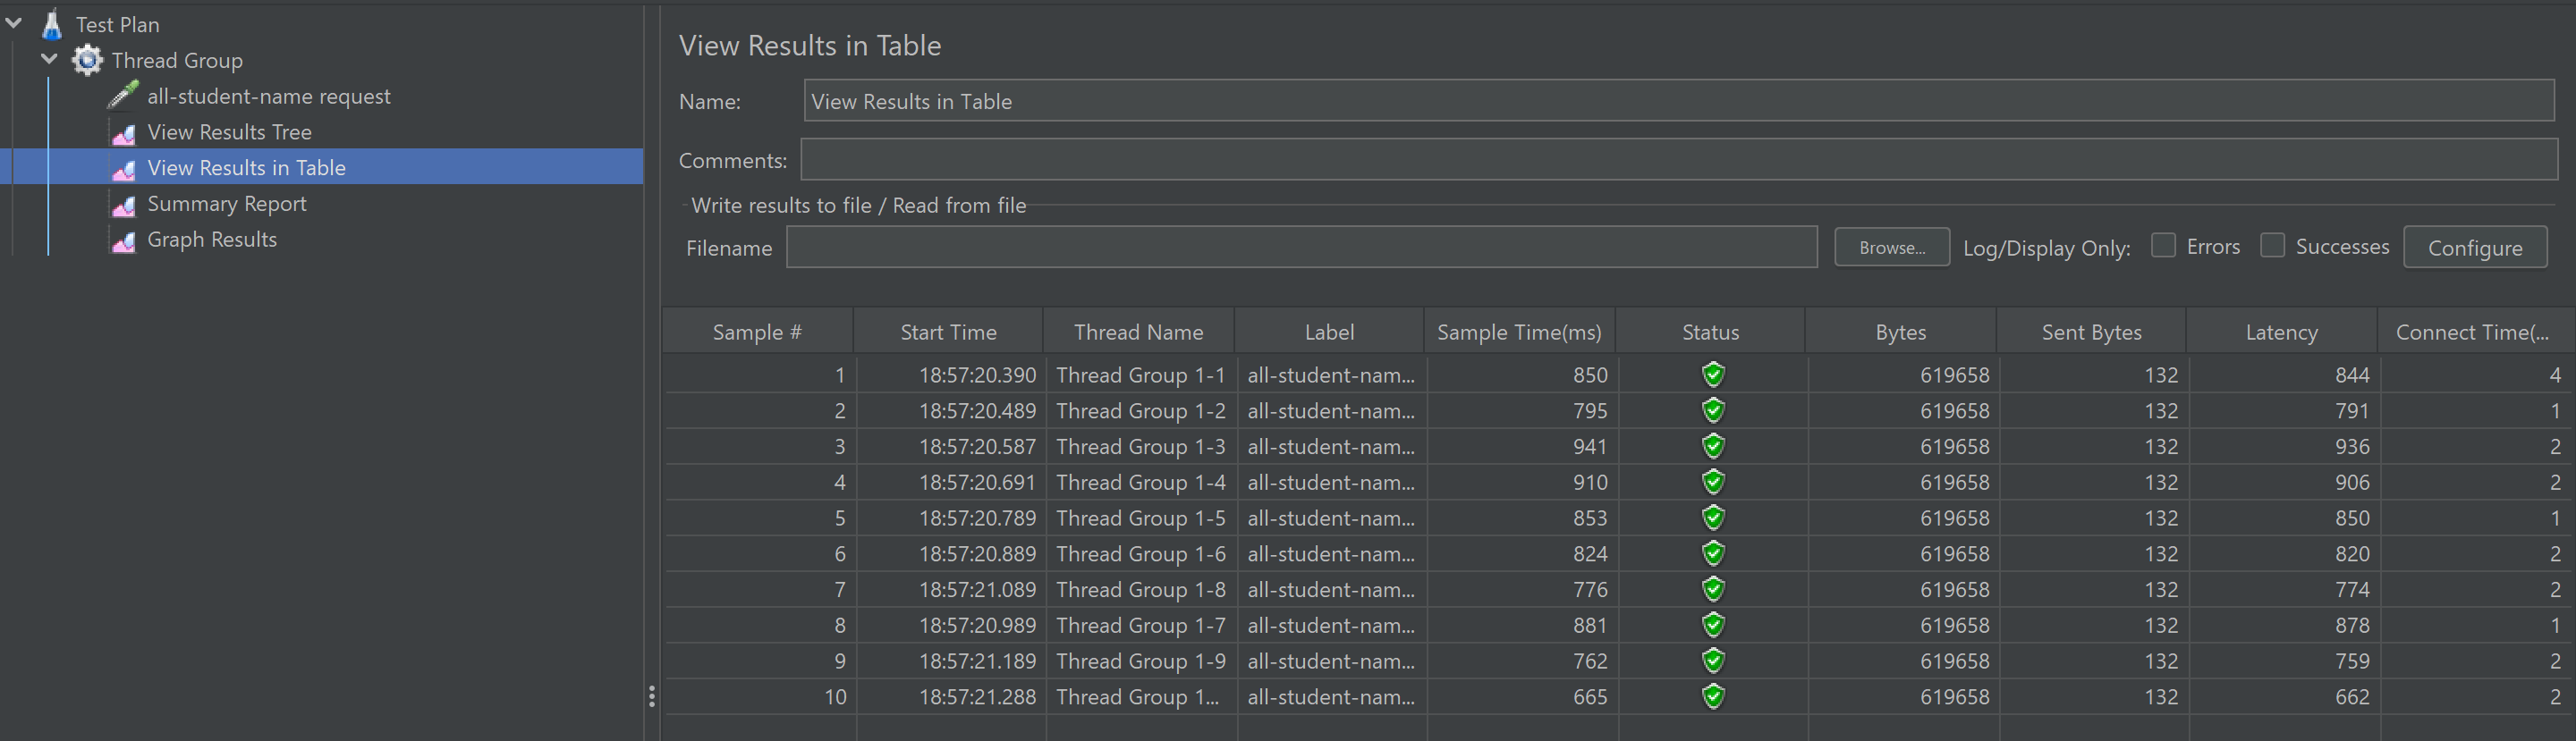 Test Plan
Thread Group
all-student-name request
View Results Tree
View Results in Table
Summary Report
Graph Results
View Results in Table
Name: View Results in Table
Comments:
Write results to file / Read from file
Filename Browse... Log/Display Only: Errors Successes Configure
Sample # Start Time Thread Name Label Sample Time(ms) Status Bytes Sent Bytes Latency Connect Time(...
1 18:57:20.390 Thread Group 1-1 all-student-nam... 850 619658 132 844 4
2 18:57:20.489 Thread Group 1-2 all-student-nam... 795 619658 132 791 1
3 18:57:20.587 Thread Group 1-3 all-student-nam... 941 619658 132 936 2
4 18:57:20.691 Thread Group 1-4 all-student-nam... 910 619658 132 906 2
5 18:57:20.789 Thread Group 1-5 all-student-nam... 853 619658 132 850 1
6 18:57:20.889 Thread Group 1-6 all-student-nam... 824 619658 132 820 2
7 18:57:21.089 Thread Group 1-8 all-student-nam... 776 619658 132 774 2
8 18:57:20.989 Thread Group 1-7 all-student-nam... 881 619658 132 878 1
9 18:57:21.189 Thread Group 1-9 all-student-nam... 762 619658 132 759 2
10 18:57:21.288 Thread Group 1... all-student-nam... 665 619658 132 662 2